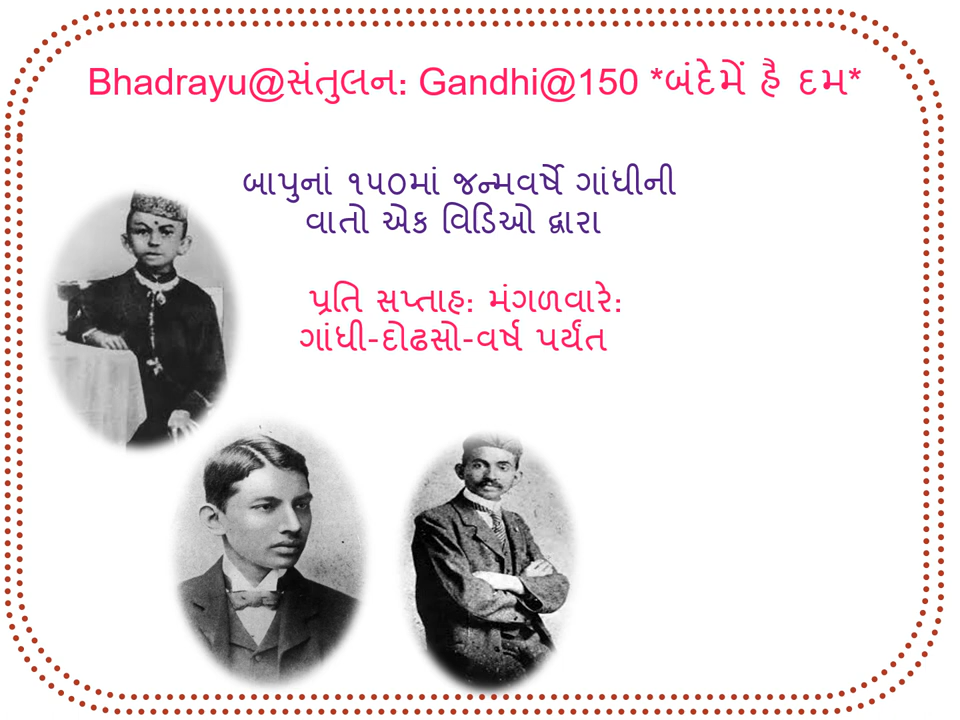 Bhadrayu@સંતુલન: Gandhi@150 *બંદેમેં હૈ દમ*
બાપુનાં ૧૫૦માં જન્મવર્ષે ગાંધીની
વાતો એક વિડિઓ દ્વારા
પ્રતિ સપ્તાહ: મંગળવારે:
ગાંધી-દોઢસો-વર્ષ પર્યંત